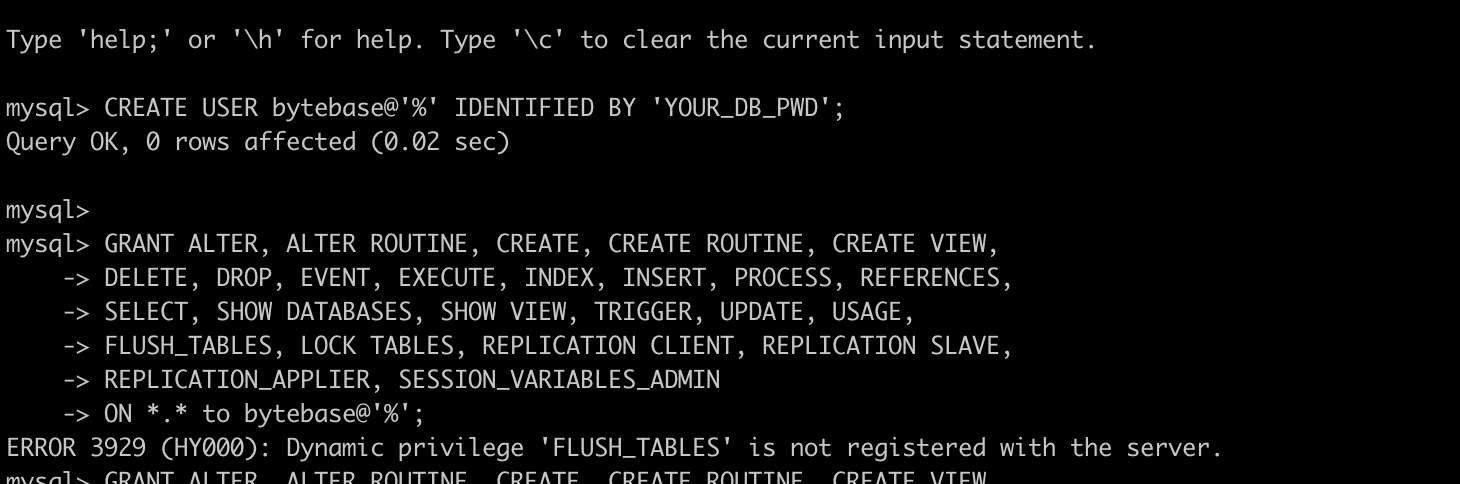 Type 'help;' or '\h' for help. Type '\c' to clear the current input statement.
mysql> CREATE USER bytebase@'%' IDENTIFIED BY 'YOUR_DB_PWD';
Query OK, 0 rows affected (0.02 sec)
mysql>
mysql> GRANT ALTER, ALTER ROUTINE, CREATE, CREATE ROUTINE, CREATE VIEW,
    -> DELETE, DROP, EVENT, EXECUTE, INDEX, INSERT, PROCESS, REFERENCES,
    -> SELECT, SHOW DATABASES, SHOW VIEW, TRIGGER, UPDATE, USAGE,
    -> FLUSH_TABLES, LOCK TABLES, REPLICATION CLIENT, REPLICATION SLAVE,
    -> REPLICATION_APPLIER, SESSION_VARIABLES_ADMIN
    -> ON *.* to bytebase@'%';
ERROR 3929 (HY000): Dynamic privilege 'FLUSH_TABLES' is not registered with the server.
mysql> GRANT ALTER, ALTER ROUTINE, CREATE, CREATE ROUTINE, CREATE VIEW,